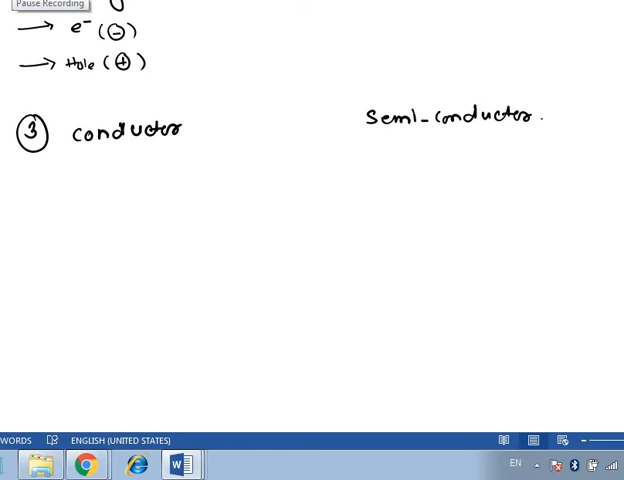 Pause Recording
→ e⁻ (⊖)
→ Hole (⊕)
③ conductor
Semi-conductor.
WORDS ENGLISH (UNITED STATES)
EN